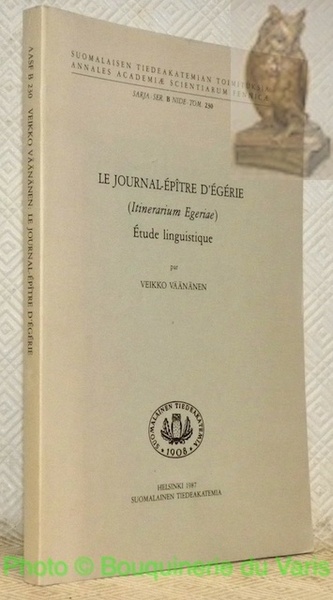 SUOMALAISEN TIEDEAKATEMIAN
ANNALES ACADEMIÆ SCIENTIARUM
SARJA - SER. B NIDE - TOM. 230
LE JOURNAL-ÉPÎTRE D'ÉGÉRIE
(Itinerarium Egeriae)
Étude linguistique
par
VEIKKO VÄÄNÄNEN
SUOMALAINEN TIEDEAKATEMIA
1908
HELSINKI 1987
SUOMALAINEN TIEDEAKATEMIA
AASF B 230 VEIKKO VÄÄNÄNEN LE JOURNAL-ÉPÎTRE D'ÉGÉRIE
Photo © Bouquinerie du Varis